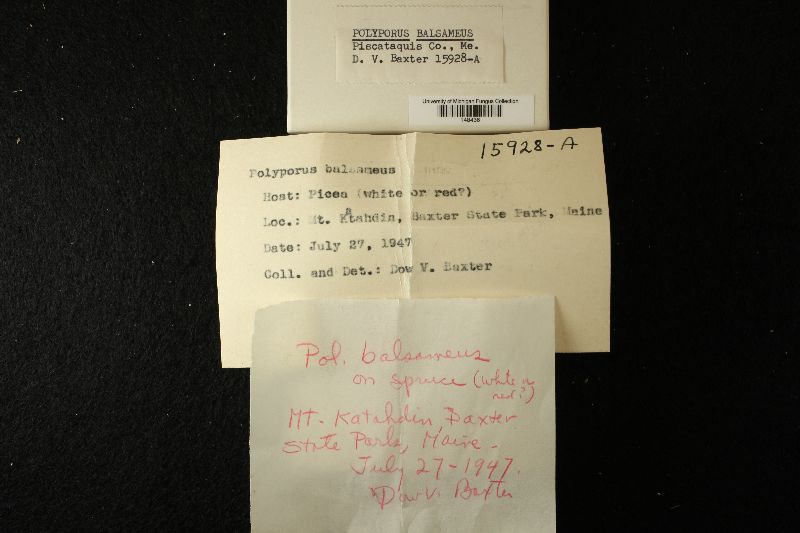 POLYPORUS BALSAMEUS
Piscataquis Co., Me.
D. V. Baxter 15928-A
University of Michigan Fungus Collection
148436
15928-A
Polyporus balsameus
Host: Picea (white or red?)
Loc.: Mt. Katahdin, Baxter State Park, Maine
Date: July 27, 1947
Coll. and Det.: Dow V. Baxter
Pol. balsameus
on spruce (white or
red?)
Mt. Katahdin, Baxter
State Park, Maine -
July 27-1947.
Dow V. Baxter